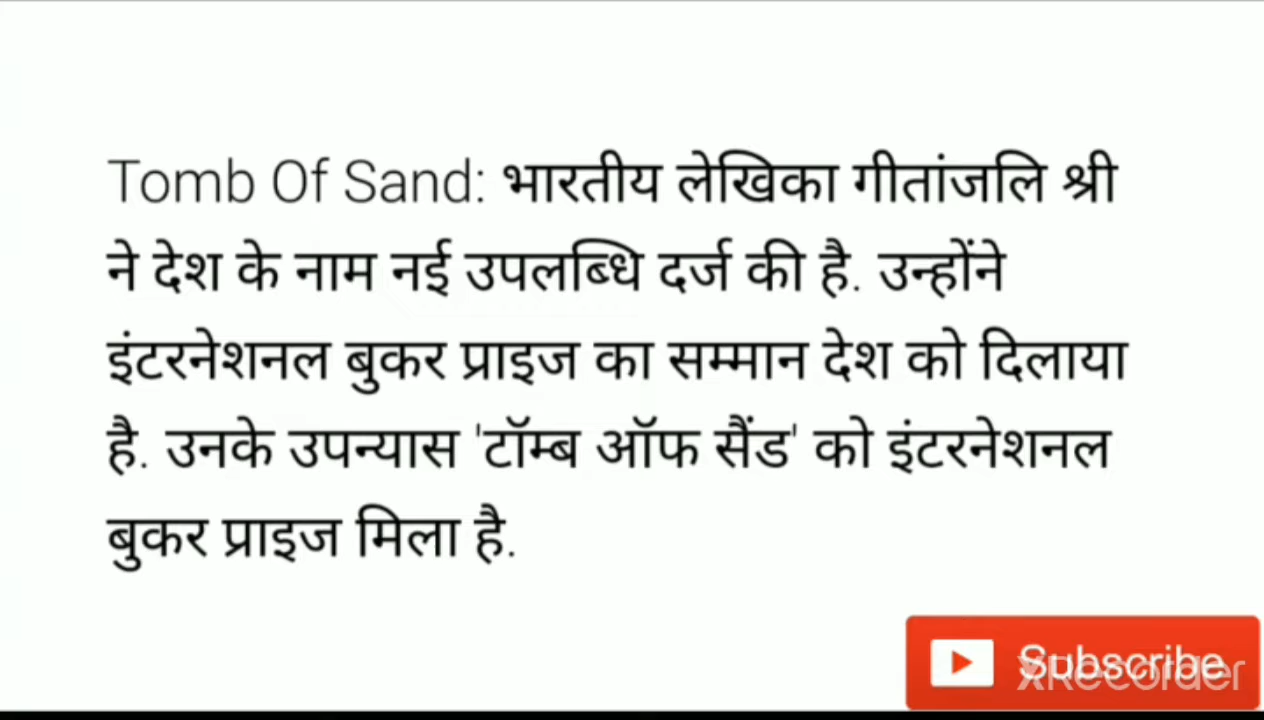 Tomb Of Sand: भारतीय लेखिका गीतांजलि श्री
ने देश के नाम नई उपलब्धि दर्ज की है. उन्होंने
इंटरनेशनल बुकर प्राइज का सम्मान देश को दिलाया
है. उनके उपन्यास 'टॉम्ब ऑफ सैंड' को इंटरनेशनल
बुकर प्राइज मिला है.
Subscribe
XRecorder